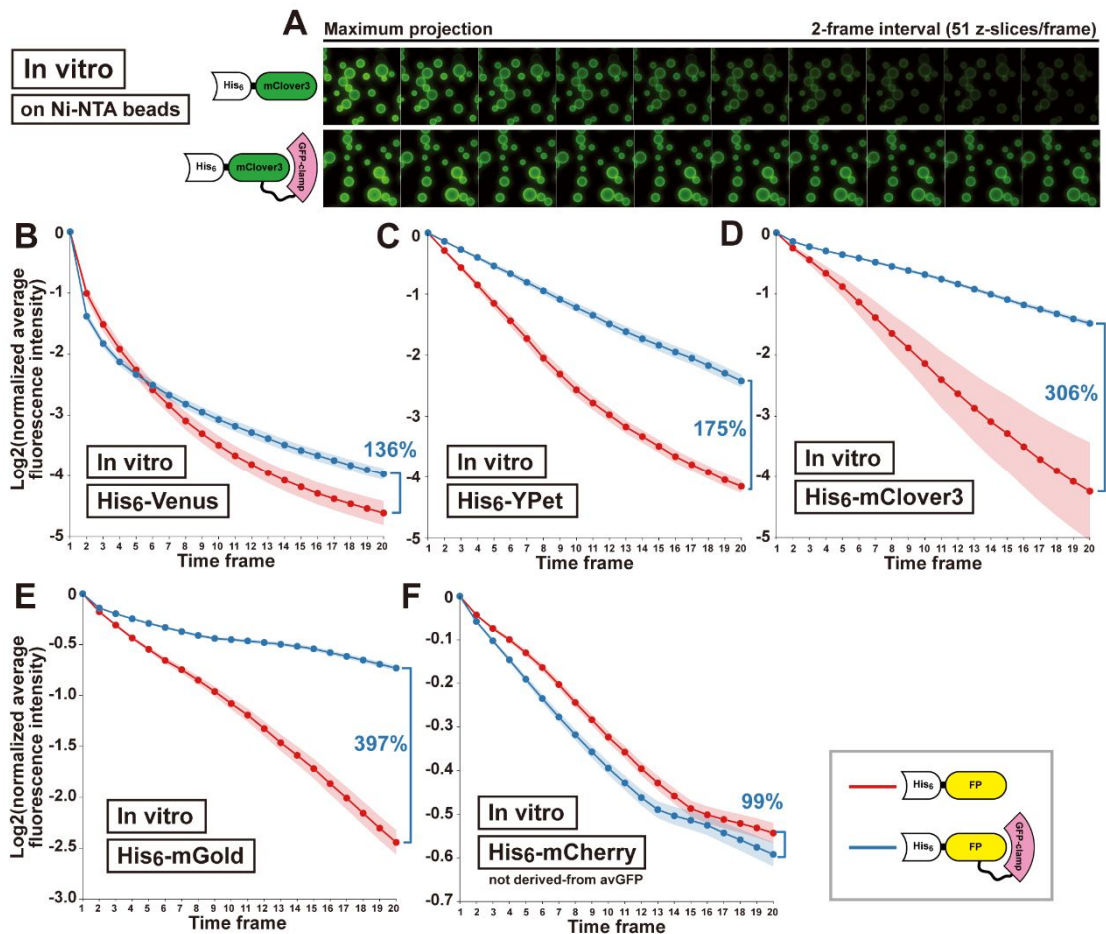 A
Maximum projection 2-frame interval (51 z-slices/frame)
In vitro
on Ni-NTA beads
His6 mClover3
His6 mClover3 GFP-clamp
B
Log2(normalized average
fluorescence intensity)
0
-1
-2
-3
-4
-5
136%
In vitro
His6-Venus
1 2 3 4 5 6 7 8 9 10 11 12 13 14 15 16 17 18 19 20
Time frame
C
0
-1
-2
-3
-4
-5
175%
In vitro
His6-YPet
1 2 3 4 5 6 7 8 9 10 11 12 13 14 15 16 17 18 19 20
Time frame
D
0
-1
-2
-3
-4
-5
306%
In vitro
His6-mClover3
1 2 3 4 5 6 7 8 9 10 11 12 13 14 15 16 17 18 19 20
Time frame
E
Log2(normalized average
fluorescence intensity)
0
-0.5
-1.0
-1.5
-2.0
-2.5
-3.0
397%
In vitro
His6-mGold
1 2 3 4 5 6 7 8 9 10 11 12 13 14 15 16 17 18 19 20
Time frame
F
0
-0.1
-0.2
-0.3
-0.4
-0.5
-0.6
-0.7
99%
In vitro
His6-mCherry
not derived-from avGFP
1 2 3 4 5 6 7 8 9 10 11 12 13 14 15 16 17 18 19 20
Time frame
His6 FP
His6 FP GFP-clamp